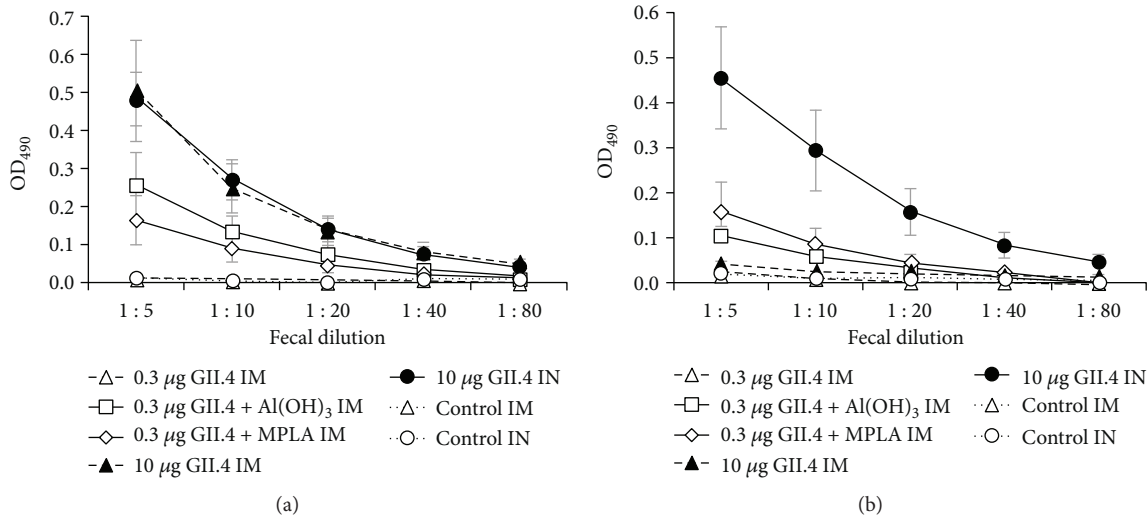 0.7
0.6
0.5
0.4
0.3
0.2
0.1
0.0
OD490
1 : 5 1 : 10 1 : 20 1 : 40 1 : 80
Fecal dilution
0.3 μg GII.4 IM
0.3 μg GII.4 + Al(OH)3 IM
0.3 μg GII.4 + MPLA IM
10 μg GII.4 IM
10 μg GII.4 IN
Control IM
Control IN
(a)
0.6
0.5
0.4
0.3
0.2
0.1
0.0
OD490
1 : 5 1 : 10 1 : 20 1 : 40 1 : 80
Fecal dilution
0.3 μg GII.4 IM
0.3 μg GII.4 + Al(OH)3 IM
0.3 μg GII.4 + MPLA IM
10 μg GII.4 IM
10 μg GII.4 IN
Control IM
Control IN
(b)